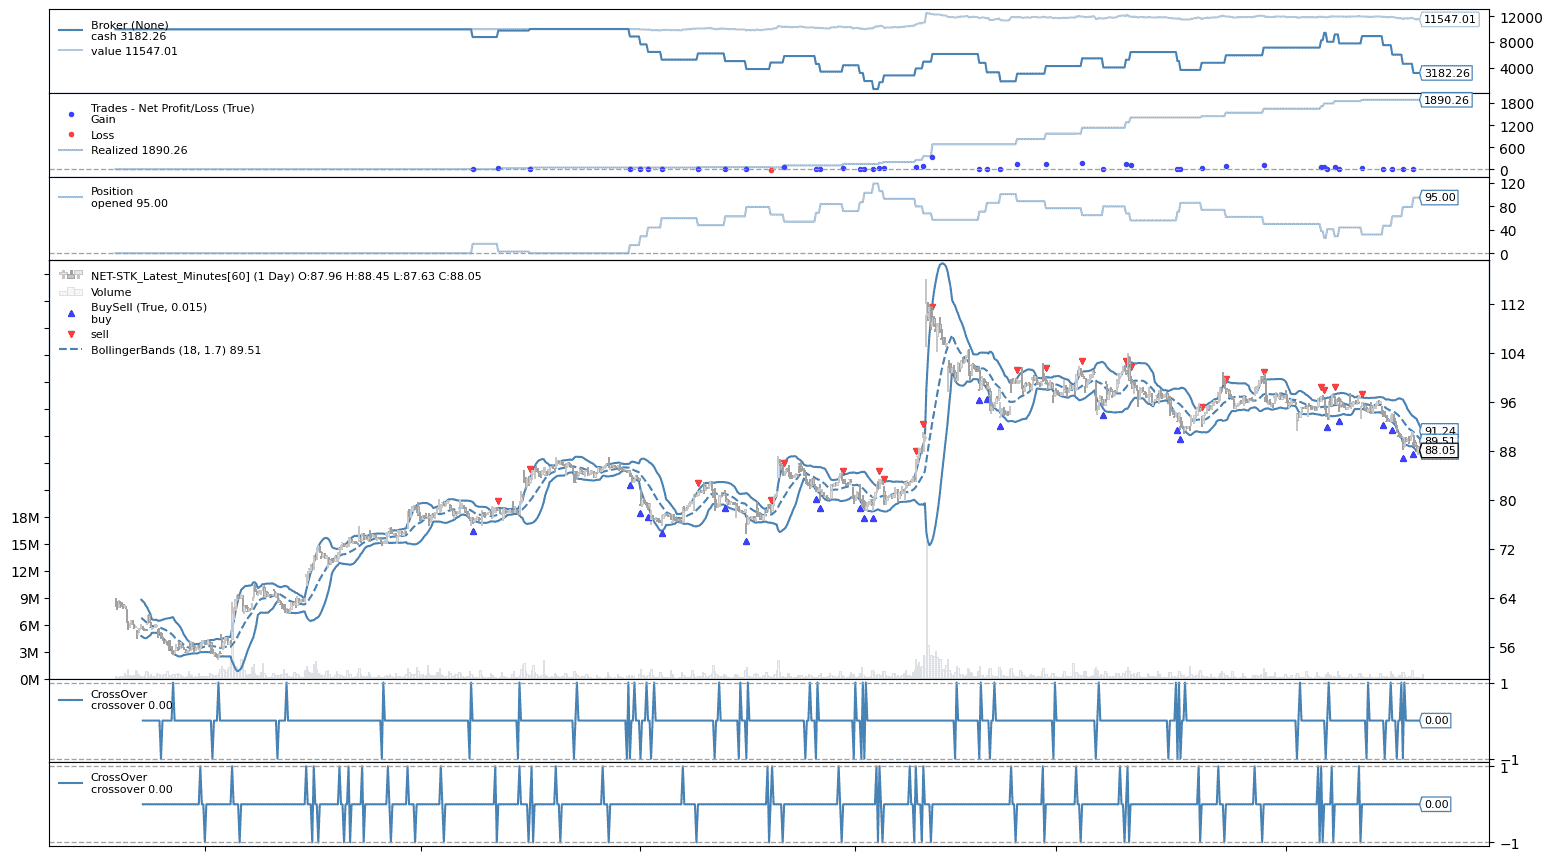 Broker (None)
cash 3182.26
value 11547.01
11547.01
3182.26
12000
8000
4000
Trades - Net Profit/Loss (True)
Gain
Loss
Realized 1890.26
1890.26
1800
1200
600
0
Position
opened 95.00
95.00
120
80
40
0
NET-STK_Latest_Minutes[60] (1 Day) O:87.96 H:88.45 L:87.63 C:88.05
Volume
BuySell (True, 0.015)
buy
sell
BollingerBands (18, 1.7) 89.51
18M
15M
12M
9M
6M
3M
0M
112
104
96
88
80
72
64
56
91.24
89.51
88.05
CrossOver
crossover 0.00
0.00
1
−1
CrossOver
crossover 0.00
0.00
1
−1